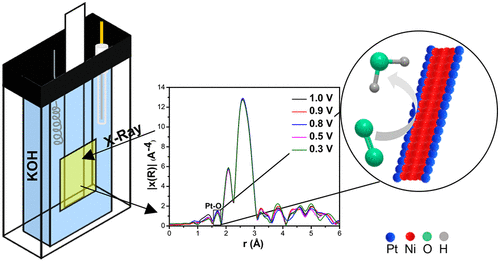 KOH
X-Ray
14
12
10
8
6
4
2
0
|x(R)| ·A-4
1.0 V
0.9 V
0.8 V
0.5 V
0.3 V
Pt-O
0 1 2 3 4 5 6
r (Å)
Pt Ni O H